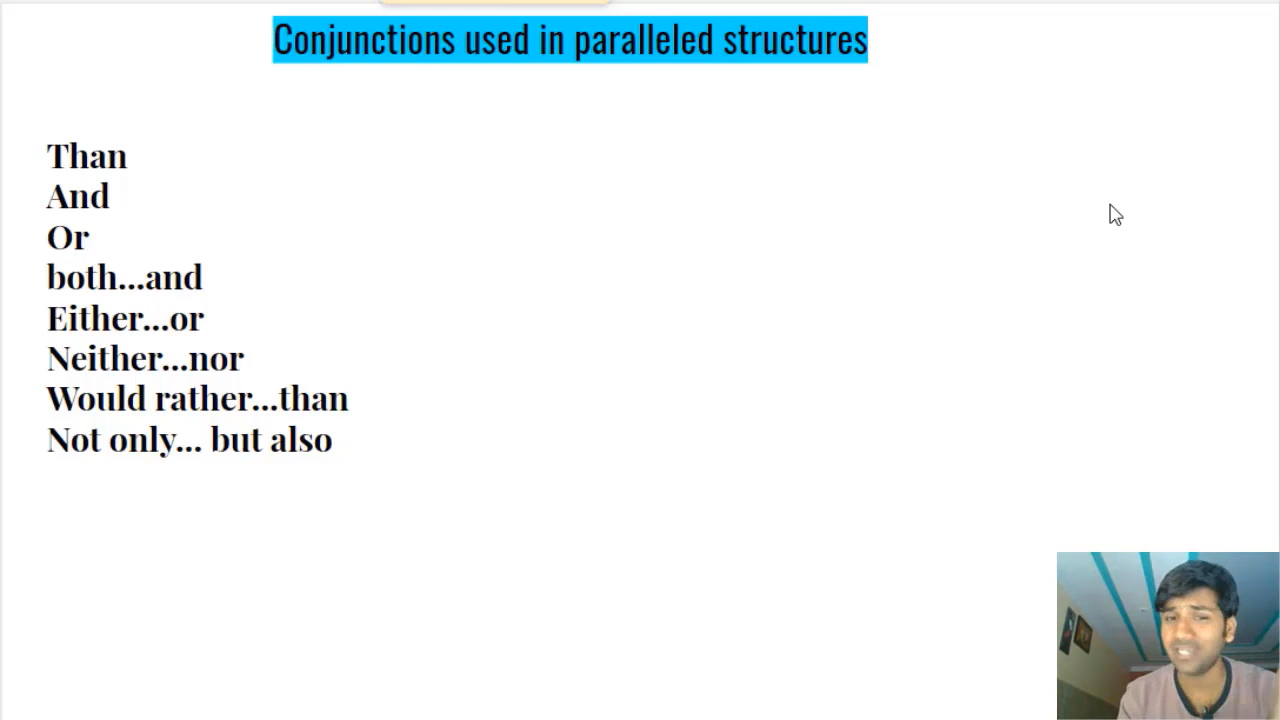 Conjunctions used in paralleled structures
Than
And
Or
both...and
Either...or
Neither...nor
Would rather...than
Not only... but also